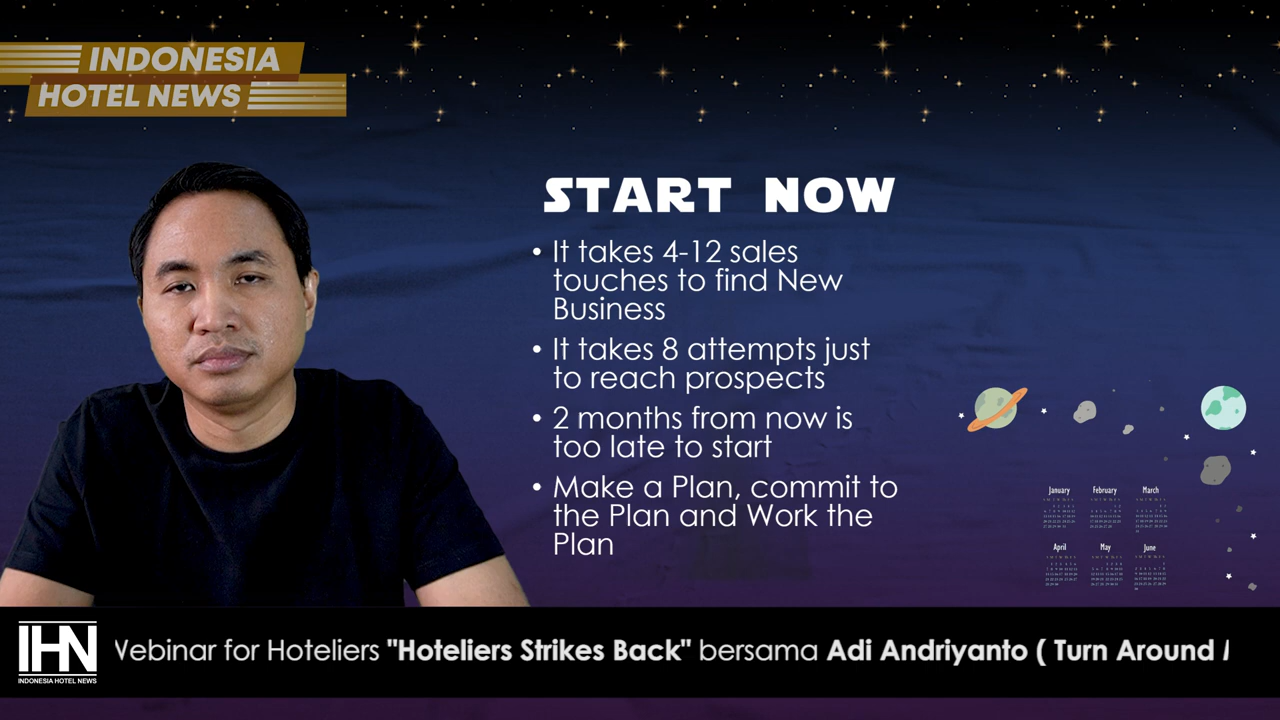 INDONESIA
HOTEL NEWS
START NOW
• It takes 4-12 sales
touches to find New
Business
• It takes 8 attempts just
to reach prospects
• 2 months from now is
too late to start
• Make a Plan, commit to
the Plan and Work the
Plan
January February March
April May June
IHN
INDONESIA HOTEL NEWS
Webinar for Hoteliers "Hoteliers Strikes Back" bersama Adi Andriyanto ( Turn Around